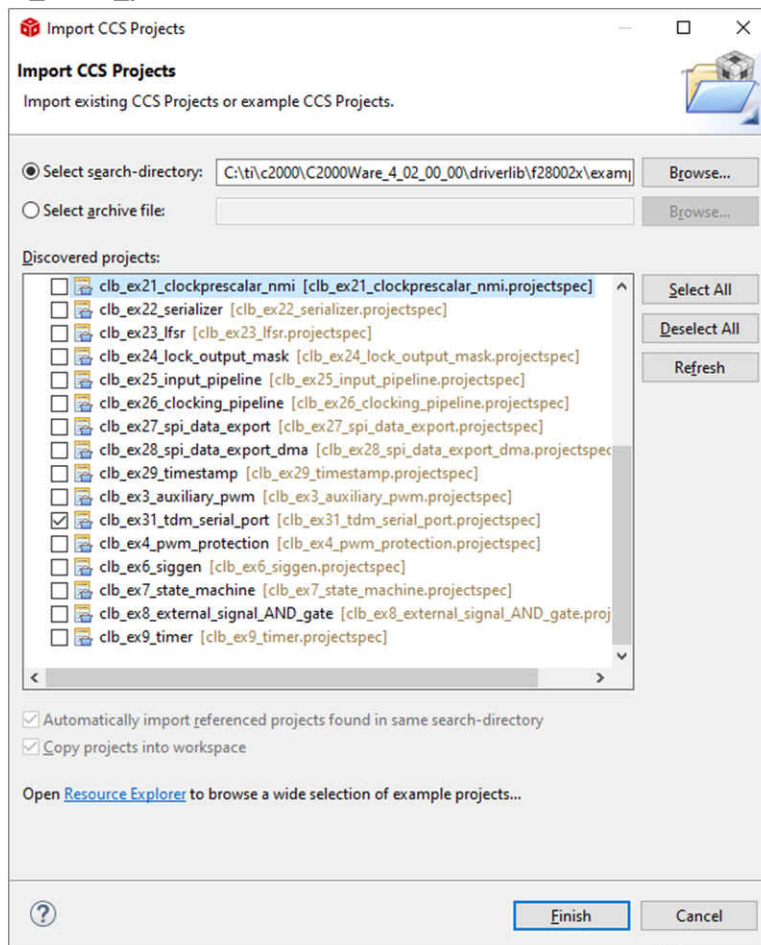 Import CCS Projects
Import CCS Projects
Import existing CCS Projects or example CCS Projects.
Select search-directory: C:\ti\c2000\C2000Ware_4_02_00_00\driverlib\f28002x\examp Browse...
Select archive file: Browse...
Discovered projects:
clb_ex21_clockprescalar_nmi [clb_ex21_clockprescalar_nmi.projectspec]
clb_ex22_serializer [clb_ex22_serializer.projectspec]
clb_ex23_lfsr [clb_ex23_lfsr.projectspec]
clb_ex24_lock_output_mask [clb_ex24_lock_output_mask.projectspec]
clb_ex25_input_pipeline [clb_ex25_input_pipeline.projectspec]
clb_ex26_clocking_pipeline [clb_ex26_clocking_pipeline.projectspec]
clb_ex27_spi_data_export [clb_ex27_spi_data_export.projectspec]
clb_ex28_spi_data_export_dma [clb_ex28_spi_data_export_dma.projectspec
clb_ex29_timestamp [clb_ex29_timestamp.projectspec]
clb_ex3_auxiliary_pwm [clb_ex3_auxiliary_pwm.projectspec]
clb_ex31_tdm_serial_port [clb_ex31_tdm_serial_port.projectspec]
clb_ex4_pwm_protection [clb_ex4_pwm_protection.projectspec]
clb_ex6_siggen [clb_ex6_siggen.projectspec]
clb_ex7_state_machine [clb_ex7_state_machine.projectspec]
clb_ex8_external_signal_AND_gate [clb_ex8_external_signal_AND_gate.proj
clb_ex9_timer [clb_ex9_timer.projectspec]
Select All
Deselect All
Refresh
Automatically import referenced projects found in same search-directory
Copy projects into workspace
Open Resource Explorer to browse a wide selection of example projects...
Finish Cancel